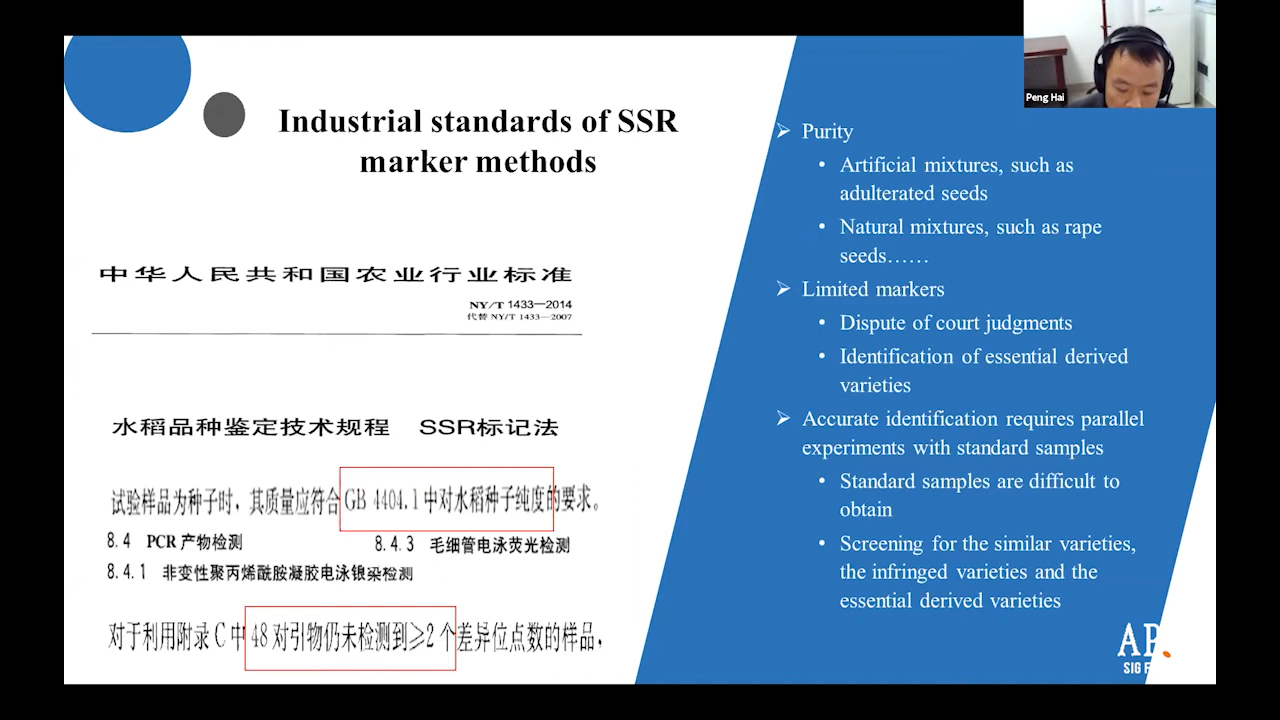 Industrial standards of SSR
marker methods
中华人民共和国农业行业标准
NY/T 1433—2014
代替 NY/T 1433—2007
水稻品种鉴定技术规程 SSR标记法
试验样品为种子时，其质量应符合 GB 4404.1 中对水稻种子纯度的要求。
8.4 PCR 产物检测
8.4.3 毛细管电泳荧光检测
8.4.1 非变性聚丙烯酰胺凝胶电泳银染检测
对于利用附录 C 中 48 对引物仍未检测到≥2 个差异位点数的样品，
Peng Hai
➢ Purity
• Artificial mixtures, such as
adulterated seeds
• Natural mixtures, such as rape
seeds……
➢ Limited markers
• Dispute of court judgments
• Identification of essential derived
varieties
➢ Accurate identification requires parallel
experiments with standard samples
• Standard samples are difficult to
obtain
• Screening for the similar varieties,
the infringed varieties and the
essential derived varieties
SIG